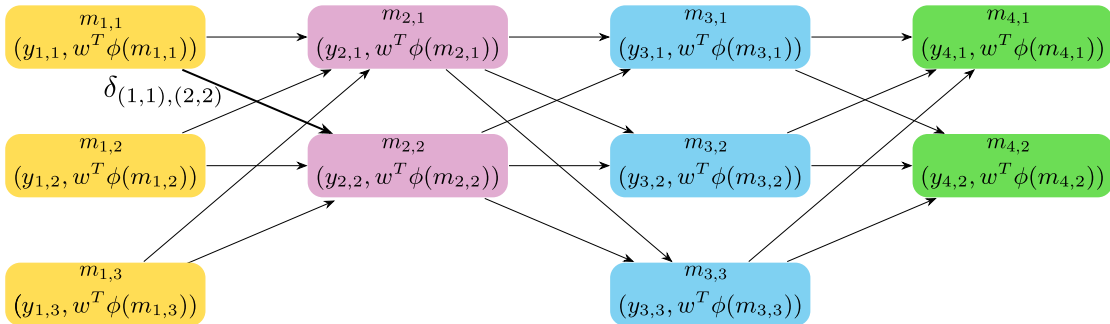 m_{1,1}
(y_{1,1}, w^T ϕ(m_{1,1}))
m_{2,1}
(y_{2,1}, w^T ϕ(m_{2,1}))
m_{3,1}
(y_{3,1}, w^T ϕ(m_{3,1}))
m_{4,1}
(y_{4,1}, w^T ϕ(m_{4,1}))
δ_{(1,1),(2,2)}
m_{1,2}
(y_{1,2}, w^T ϕ(m_{1,2}))
m_{2,2}
(y_{2,2}, w^T ϕ(m_{2,2}))
m_{3,2}
(y_{3,2}, w^T ϕ(m_{3,2}))
m_{4,2}
(y_{4,2}, w^T ϕ(m_{4,2}))
m_{1,3}
(y_{1,3}, w^T ϕ(m_{1,3}))
m_{3,3}
(y_{3,3}, w^T ϕ(m_{3,3}))